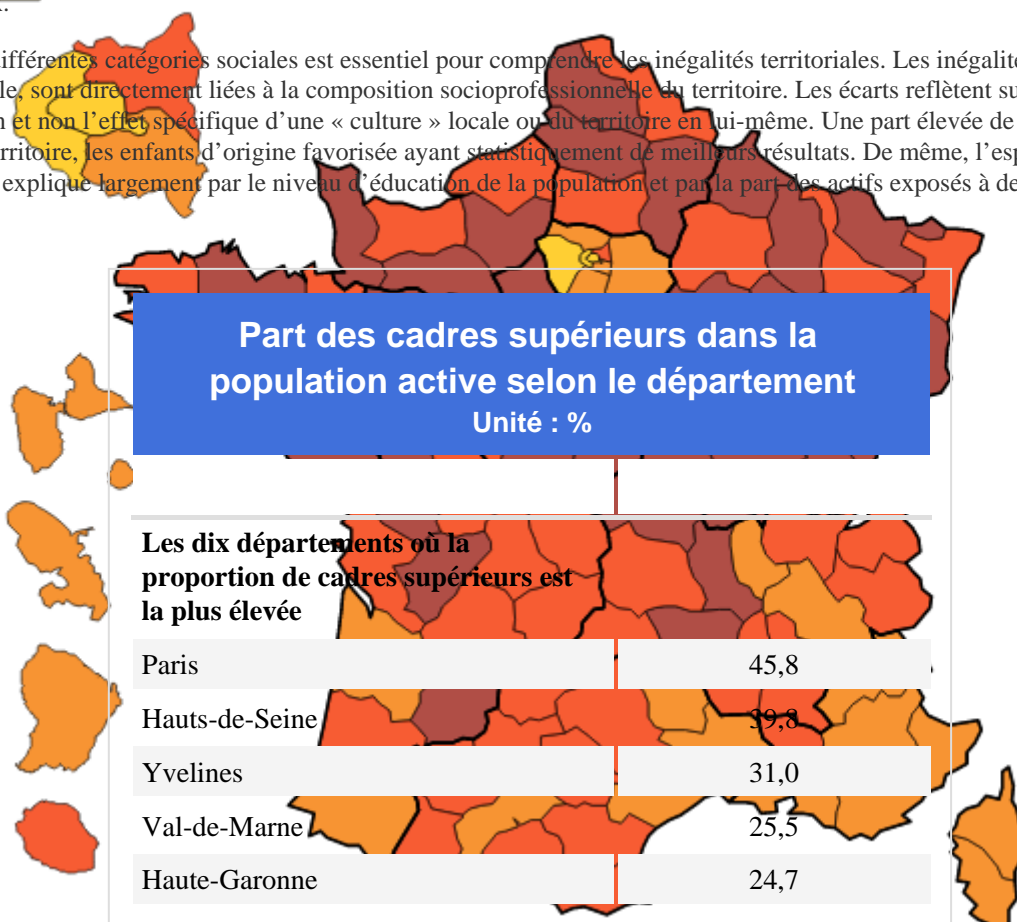 ifférentes catégories sociales est essentiel pour comprendre les inégalités territoriales. Les inégalité
le, sont directement liées à la composition socioprofessionnelle du territoire. Les écarts reflètent su
n et non l’effet spécifique d’une « culture » locale ou du territoire en lui-même. Une part élevée de
rritoire, les enfants d’origine favorisée ayant statistiquement de meilleurs résultats. De même, l’esp
explique largement par le niveau d’éducation de la population et par la part des actifs exposés à de
Part des cadres supérieurs dans la
population active selon le département
Unité : %
Les dix départements où la
proportion de cadres supérieurs est
la plus élevée
Paris 45,8
Hauts-de-Seine 39,8
Yvelines 31,0
Val-de-Marne 25,5
Haute-Garonne 24,7